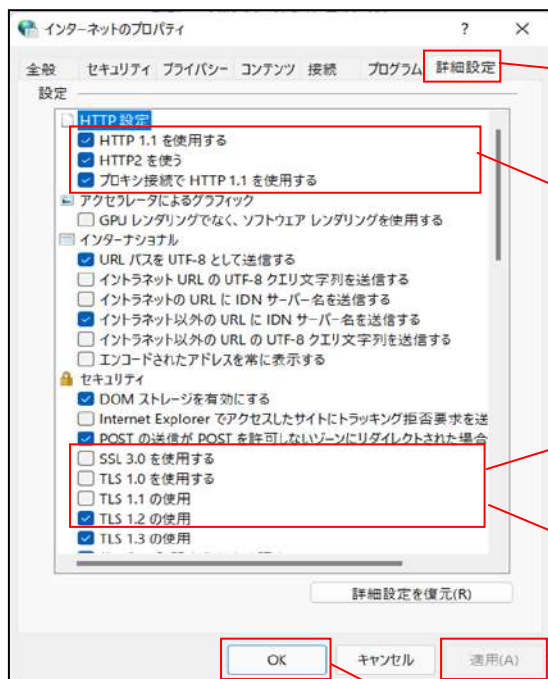 インターネットのプロパティ ? ×
全般 セキュリティ プライバシー コンテンツ 接続 プログラム 詳細設定
設定
HTTP 設定
HTTP 1.1 を使用する
HTTP2 を使う
プロキシ接続で HTTP 1.1 を使用する
アクセラレータによるグラフィック
GPU レンダリングでなく、ソフトウェア レンダリングを使用する
インターナショナル
URL パスを UTF-8 として送信する
イントラネット URL の UTF-8 クエリ文字列を送信する
イントラネットの URL に IDN サーバー名を送信する
イントラネット以外の URL に IDN サーバー名を送信する
イントラネット以外の URL の UTF-8 クエリ文字列を送信する
エンコードされたアドレスを常に表示する
セキュリティ
DOM ストレージを有効にする
Internet Explorer でアクセスしたサイトにトラッキング拒否要求を送
POST の送信が POST を許可しないゾーンにリダイレクトされた場合
SSL 3.0 を使用する
TLS 1.0 を使用する
TLS 1.1 の使用
TLS 1.2 の使用
TLS 1.3 の使用
詳細設定を復元(R)
OK キャンセル 適用(A)